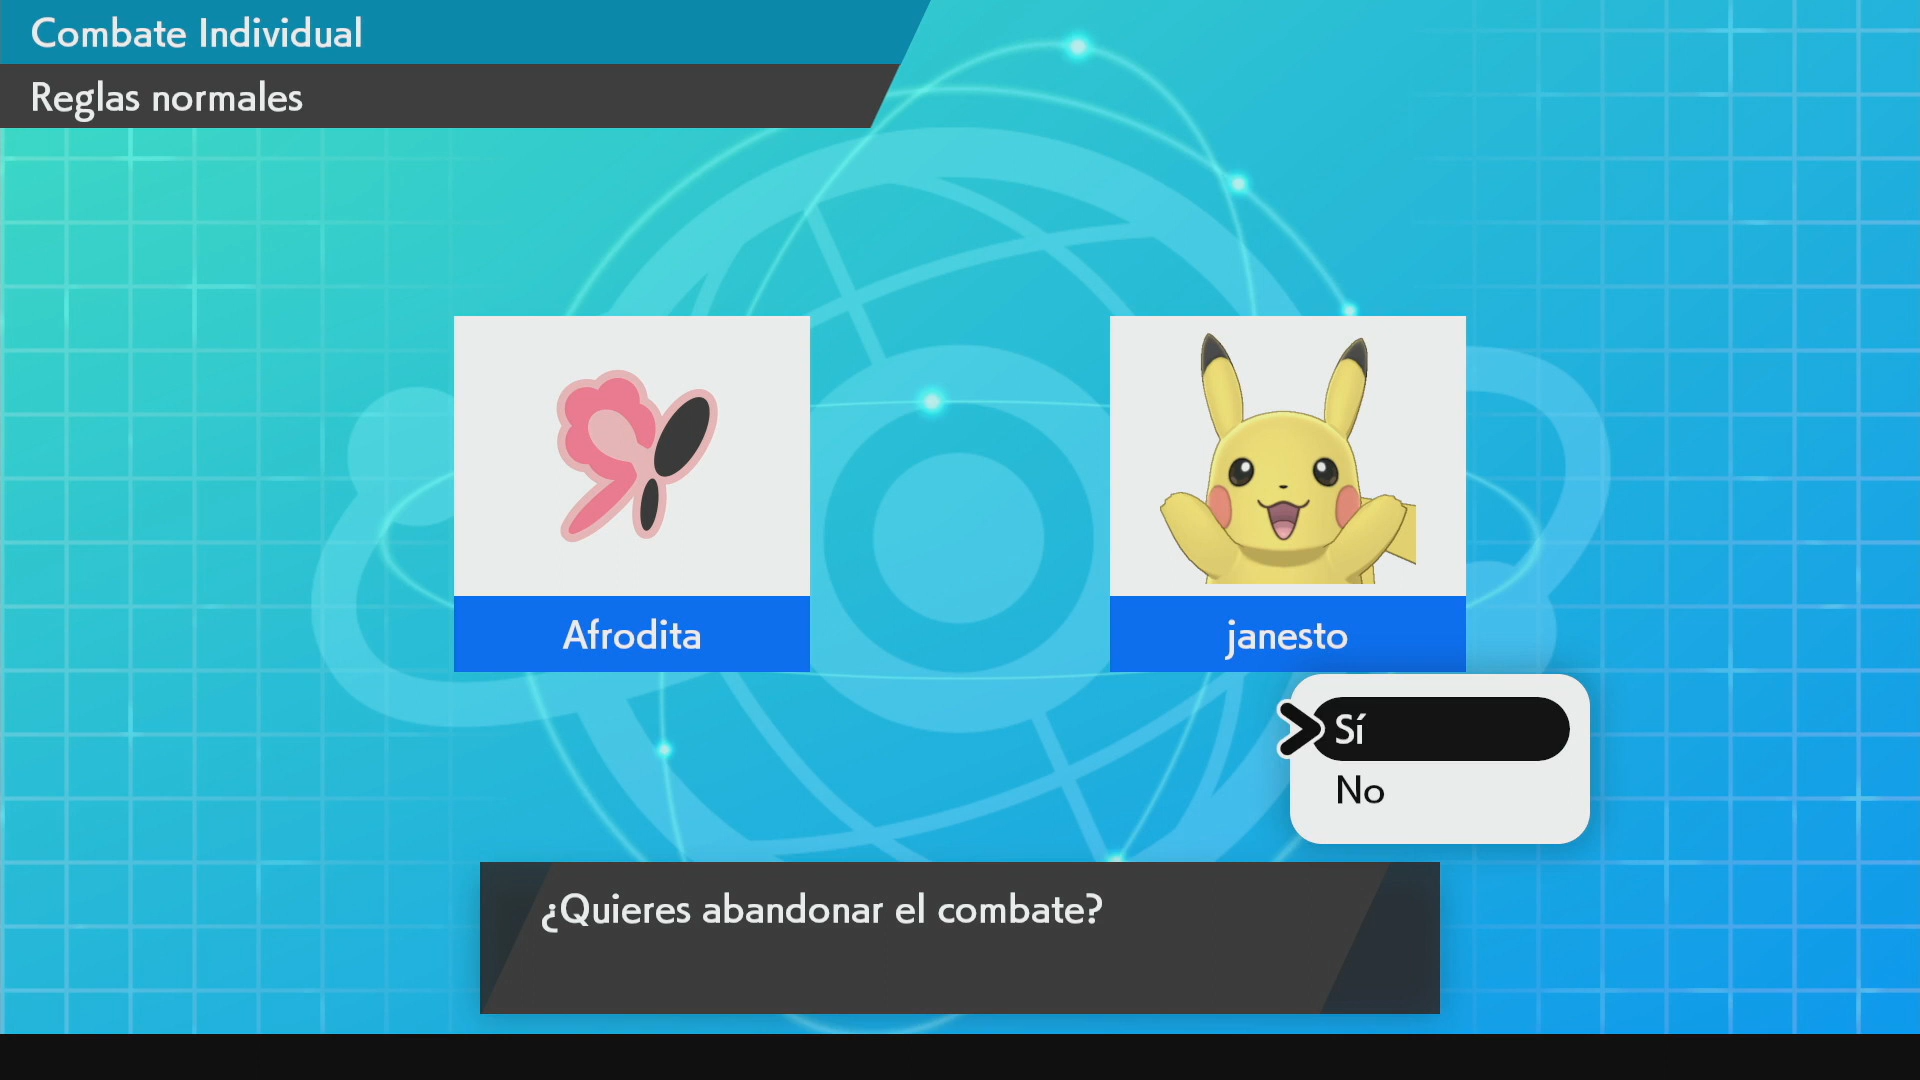 Combate Individual
Reglas normales
Afrodita
janesto
Sí
No
¿Quieres abandonar el combate?